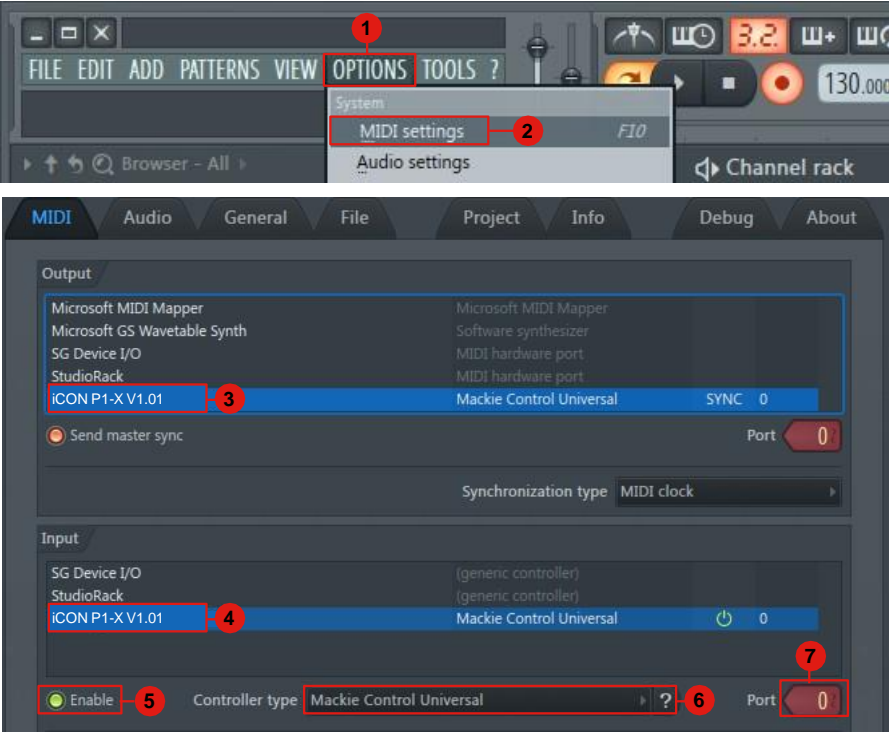 1
3.2.
FILE EDIT ADD PATTERNS VIEW OPTIONS TOOLS ?
130.000
System
MIDI settings 2 F10
Audio settings
Browser - All
Channel rack
MIDI Audio General File Project Info Debug About
Output
Microsoft MIDI Mapper Microsoft MIDI Mapper
Microsoft GS Wavetable Synth Software synthesizer
SG Device I/O MIDI hardware port
StudioRack MIDI hardware port
iCON P1-X V1.01 3 Mackie Control Universal SYNC 0
Send master sync Port 0
Synchronization type MIDI clock
Input
SG Device I/O (generic controller)
StudioRack (generic controller)
iCON P1-X V1.01 4 Mackie Control Universal 0
7
Enable 5 Controller type Mackie Control Universal ? 6 Port 0